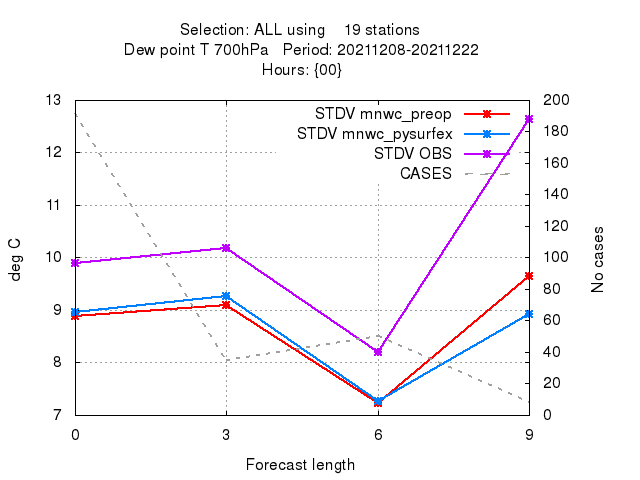 Selection: ALL using    19 stations
Dew point T 700hPa   Period: 20211208-20211222
Hours: {00}
STDV mnwc_preop
STDV mnwc_pysurfex
STDV OBS
CASES
deg C
13
12
11
10
9
8
7
200
180
160
140
120
100
80
60
40
20
0
No cases
0 3 6 9
Forecast length